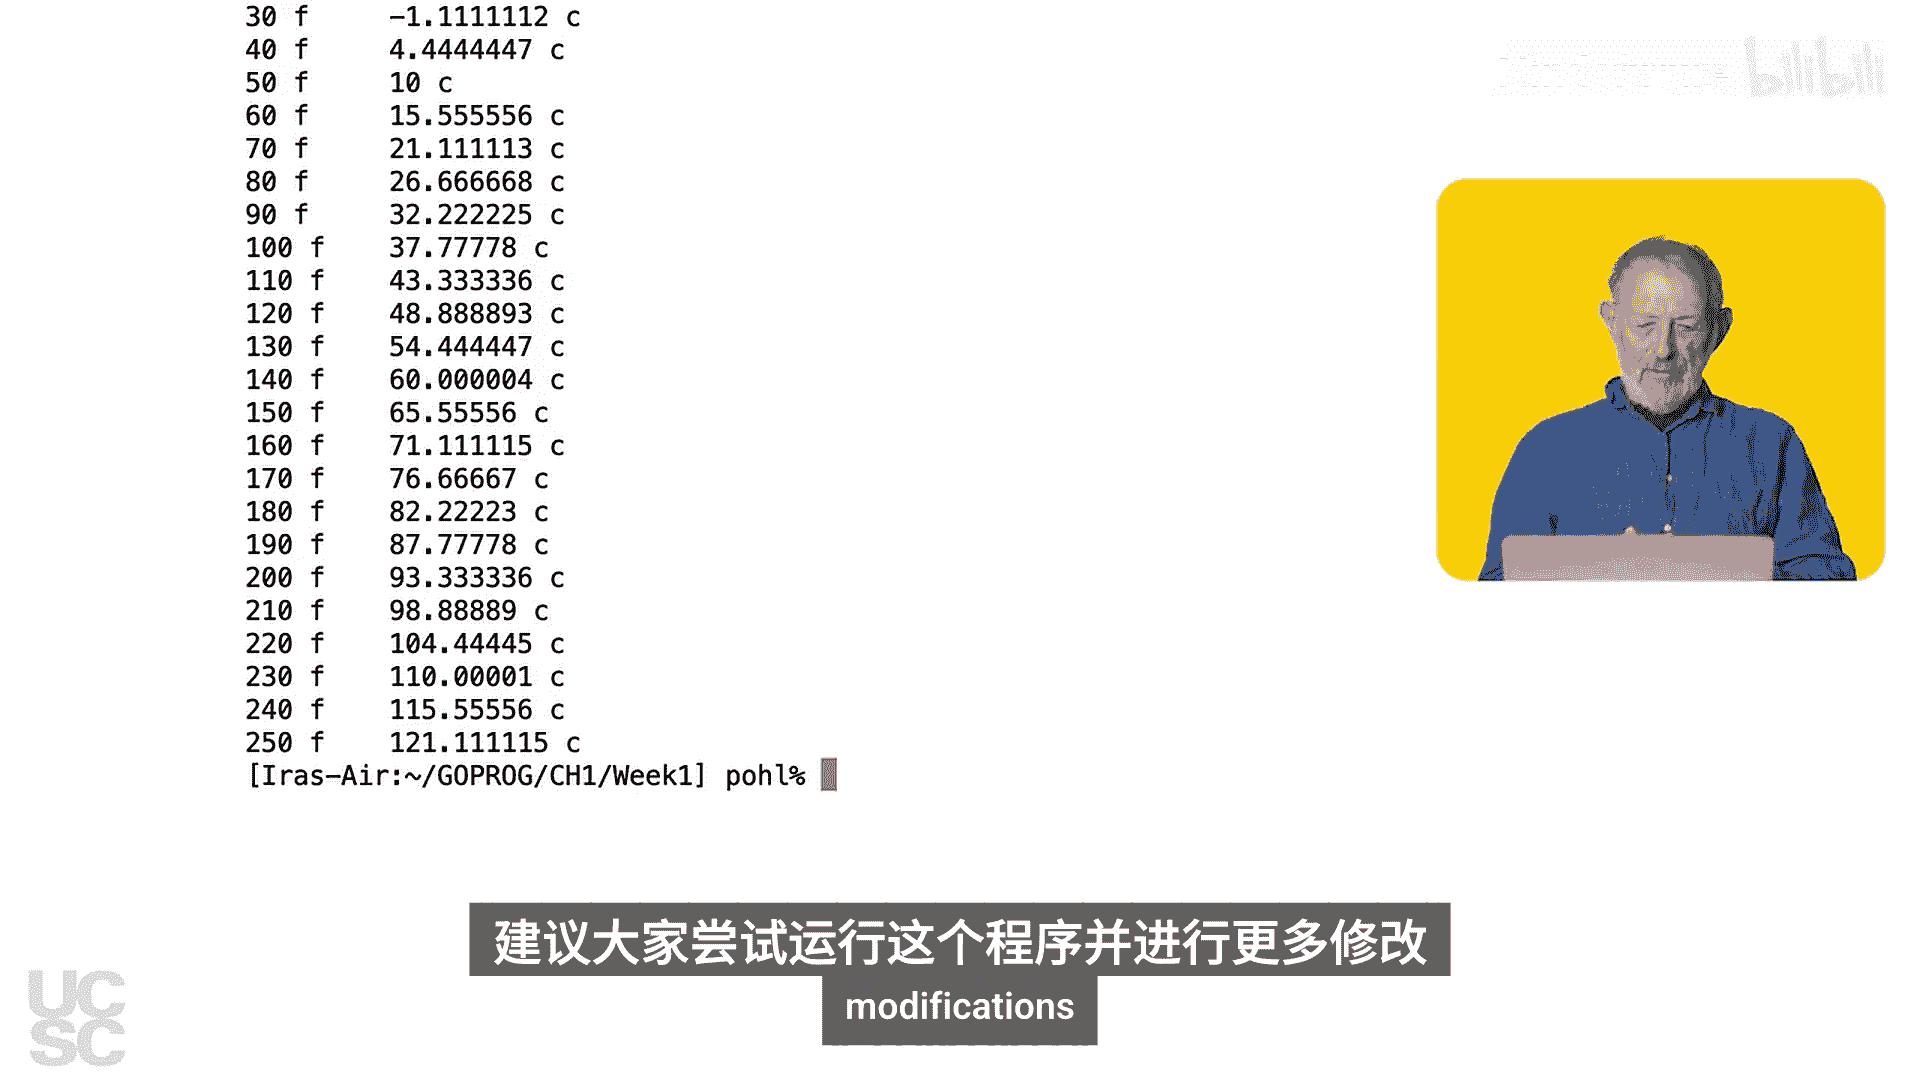 30 f -1.1111112 c
40 f 4.4444447 c
50 f 10 c
60 f 15.555556 c
70 f 21.111113 c
80 f 26.666668 c
90 f 32.222225 c
100 f 37.77778 c
110 f 43.333336 c
120 f 48.888893 c
130 f 54.444447 c
140 f 60.000004 c
150 f 65.55556 c
160 f 71.111115 c
170 f 76.66667 c
180 f 82.22223 c
190 f 87.77778 c
200 f 93.333336 c
210 f 98.88889 c
220 f 104.44445 c
230 f 110.00001 c
240 f 115.55556 c
250 f 121.111115 c
[Iras-Air:~/GOPROG/CH1/Week1] pohl%
bilibili
建议大家尝试运行这个程序并进行更多修改
modifications
UC
SC